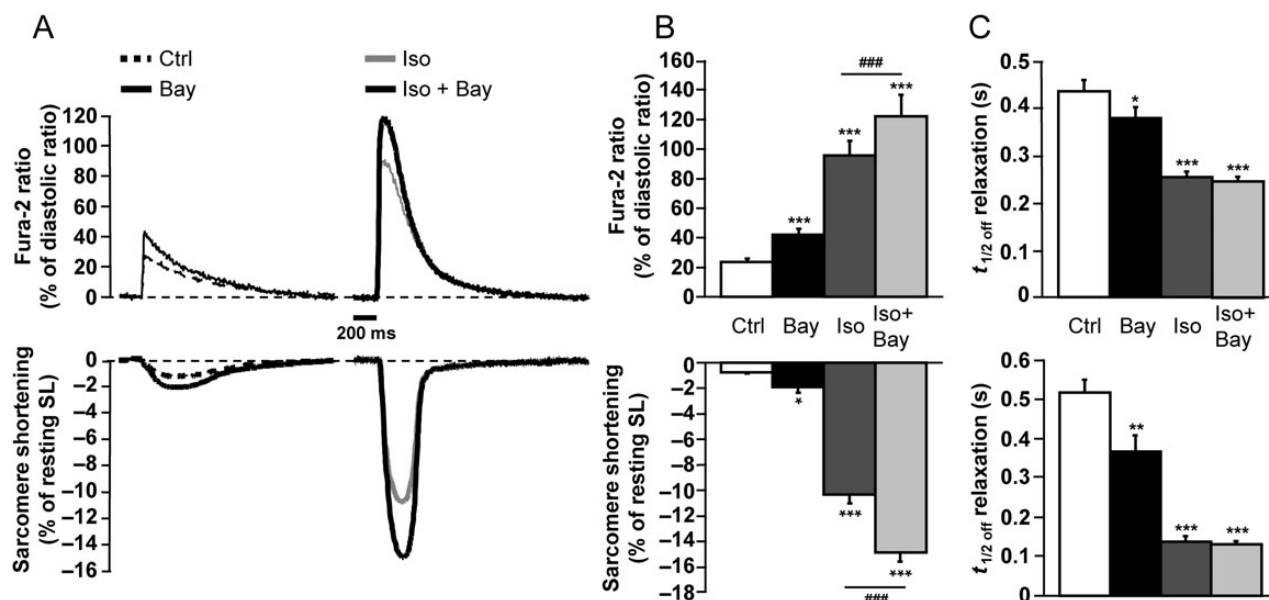 A
Ctrl
Bay
Iso
Iso + Bay
Fura-2 ratio
(% of diastolic ratio)
120
100
80
60
40
20
0
200 ms
Sarcomere shortening
(% of resting SL)
0
−2
−4
−6
−8
−10
−12
−14
−16
B
Fura-2 ratio
(% of diastolic ratio)
160
140
120
100
80
60
40
20
0
***
***
***
###
Ctrl
Bay
Iso
Iso+
Bay
Sarcomere shortening
(% of resting SL)
0
−2
−4
−6
−8
−10
−12
−14
−16
−18
*
***
***
###
C
t1/2 off relaxation (s)
0.5
0.4
0.3
0.2
0.1
0
*
***
***
Ctrl
Bay
Iso
Iso+
Bay
t1/2 off relaxation (s)
0.6
0.5
0.4
0.3
0.2
0.1
0
**
***
***